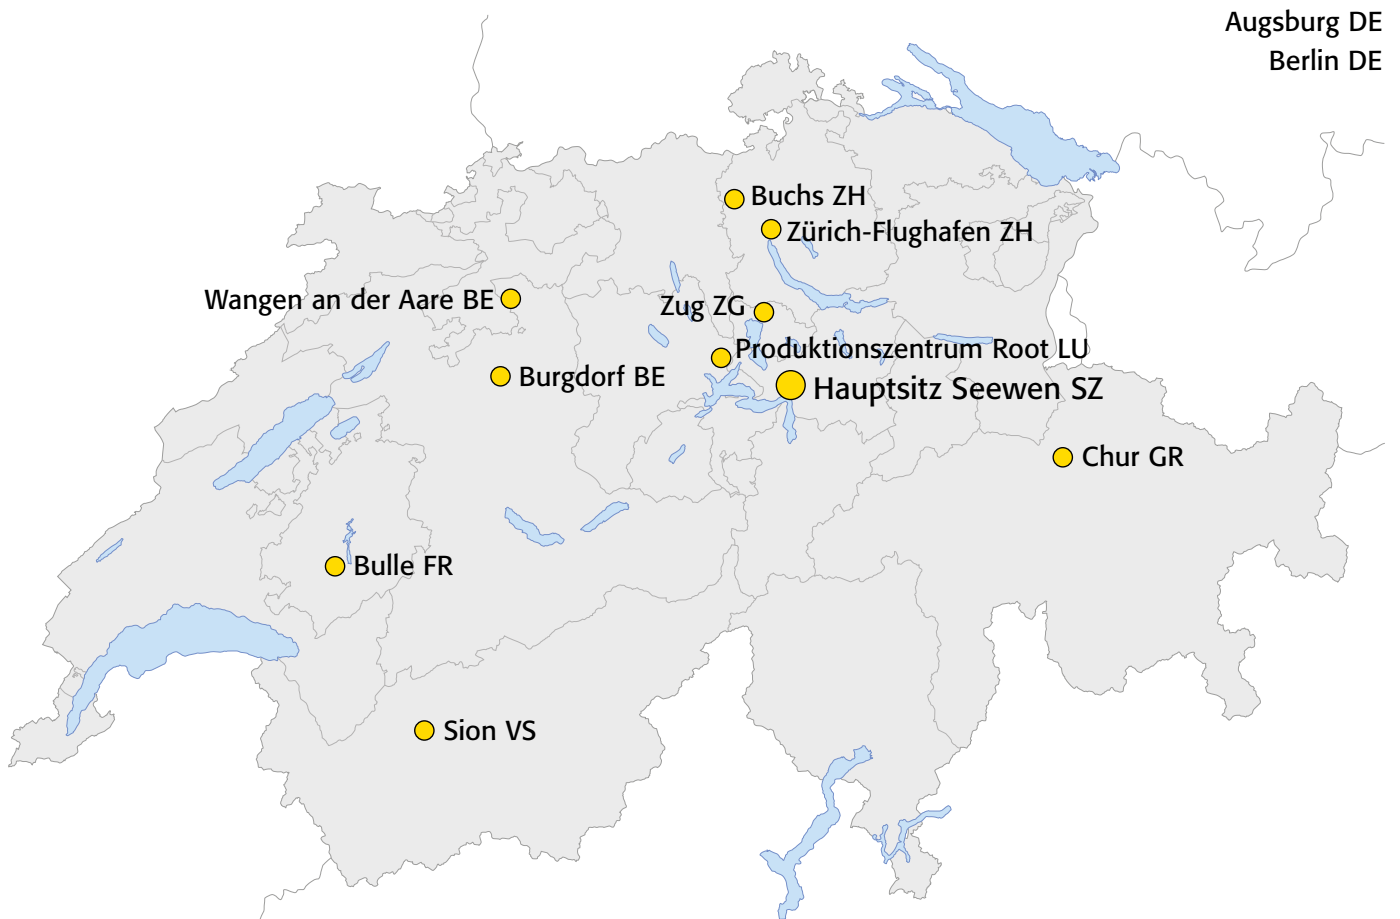 Augsburg DE
Berlin DE
Buchs ZH
Zürich-Flughafen ZH
Wangen an der Aare BE
Zug ZG
Produktionszentrum Root LU
Burgdorf BE
Hauptsitz Seewen SZ
Chur GR
Bulle FR
Sion VS